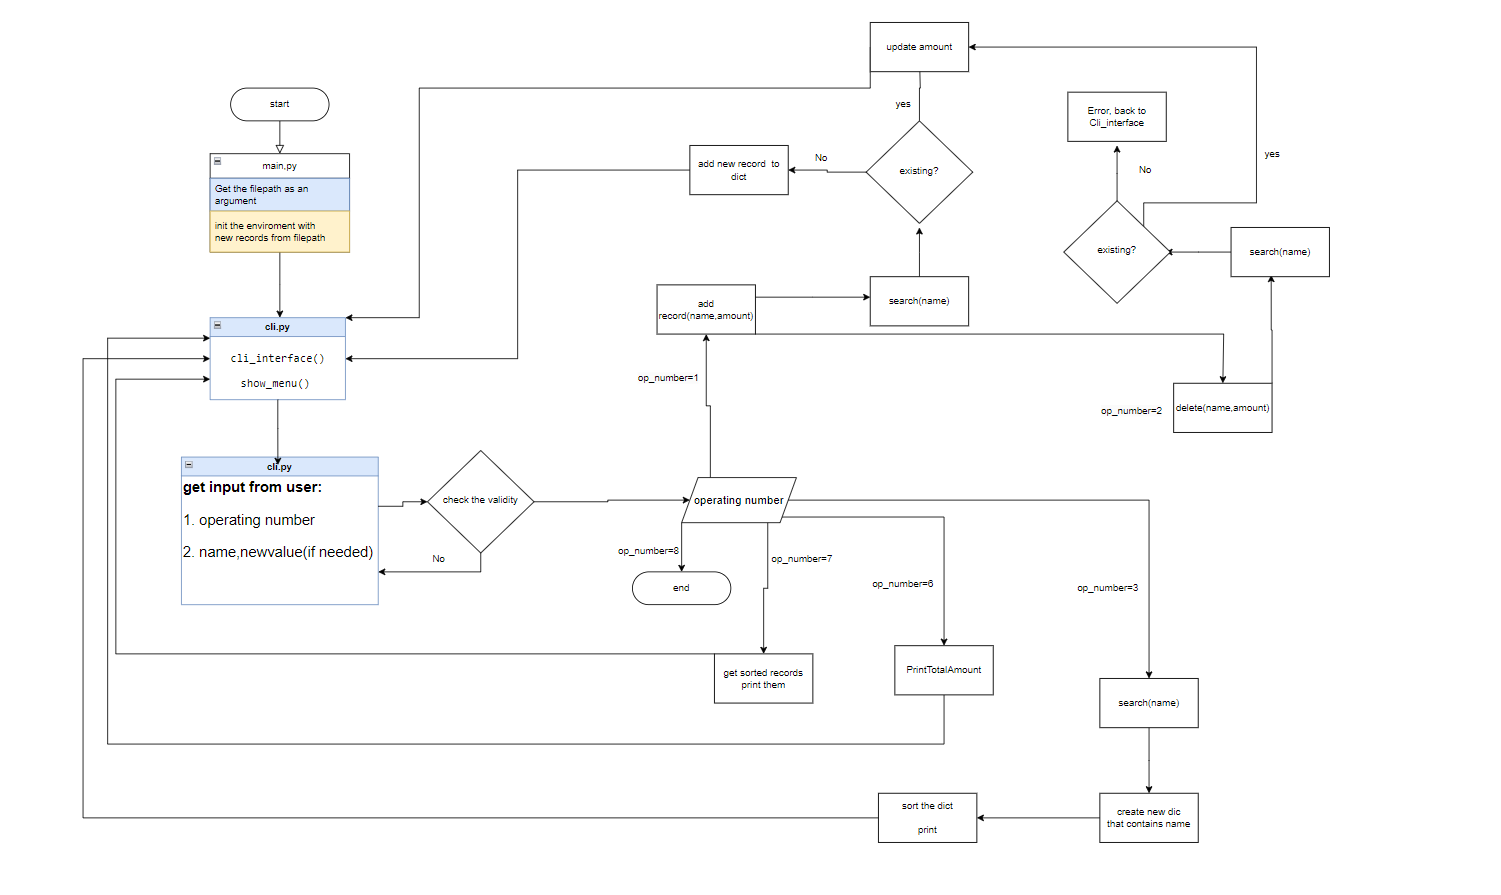 update amount
start
yes
Error, back to
Cli_interface
main.py
No
add new record  to
dict
existing?
yes
No
Get the filepath as an
argument
init the enviroment with
new records from filepath
existing?
search(name)
add
record(name,amount)
search(name)
cli.py
cli_interface()
show_menu()
op_number=1
op_number=2
delete(name,amount)
cli.py
get input from user:
1. operating number
2. name,newvalue(if needed)
check the validity
No
operating number
op_number=8
op_number=7
end
op_number=6
op_number=3
get sorted records
print them
PrintTotalAmount
search(name)
sort the dict
print
create new dic
that contains name